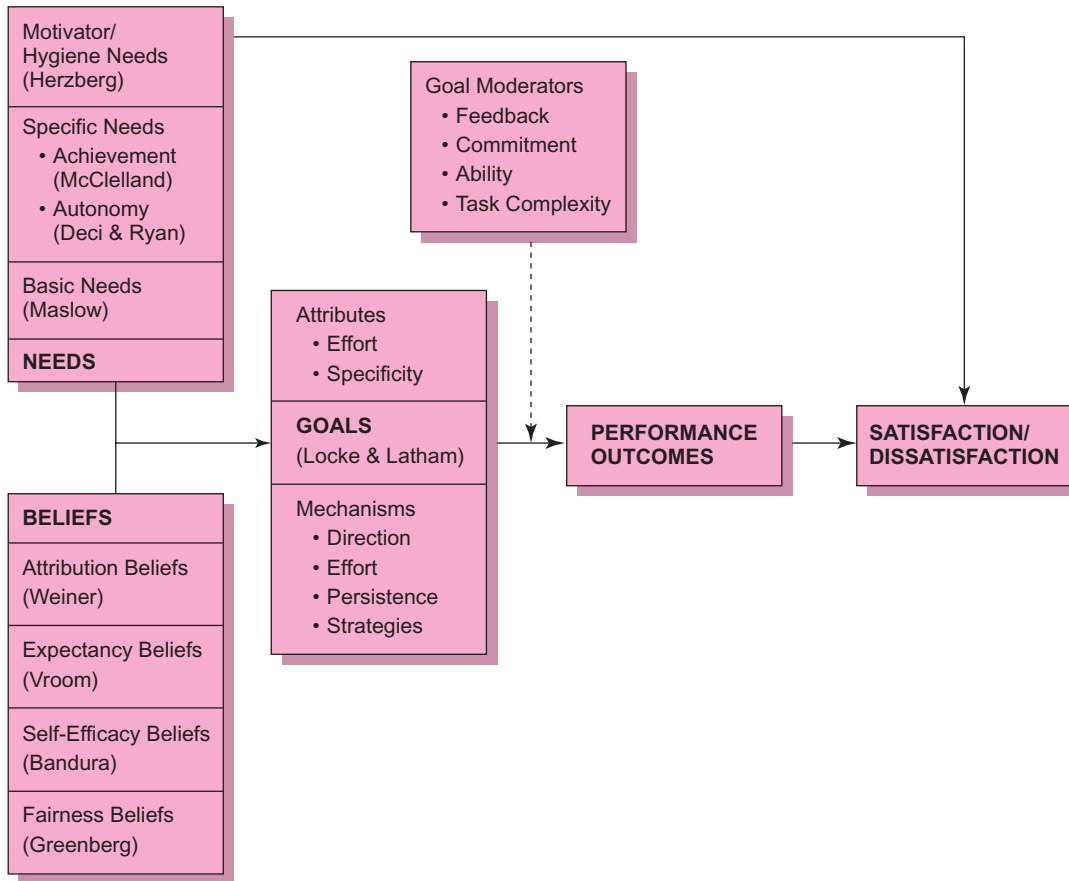 Motivator/
Hygiene Needs
(Herzberg)
Specific Needs
• Achievement
(McClelland)
• Autonomy
(Deci & Ryan)
Basic Needs
(Maslow)
NEEDS
BELIEFS
Attribution Beliefs
(Weiner)
Expectancy Beliefs
(Vroom)
Self-Efficacy Beliefs
(Bandura)
Fairness Beliefs
(Greenberg)
Attributes
• Effort
• Specificity
GOALS
(Locke & Latham)
Mechanisms
• Direction
• Effort
• Persistence
• Strategies
Goal Moderators
• Feedback
• Commitment
• Ability
• Task Complexity
PERFORMANCE
OUTCOMES
SATISFACTION/
DISSATISFACTION